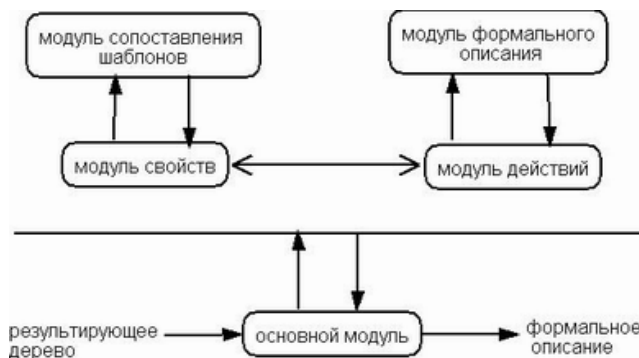 модуль сопоставления
шаблонов
модуль формального
описания
модуль свойств
модуль действий
результирующее
дерево
основной модуль
формальное
описание